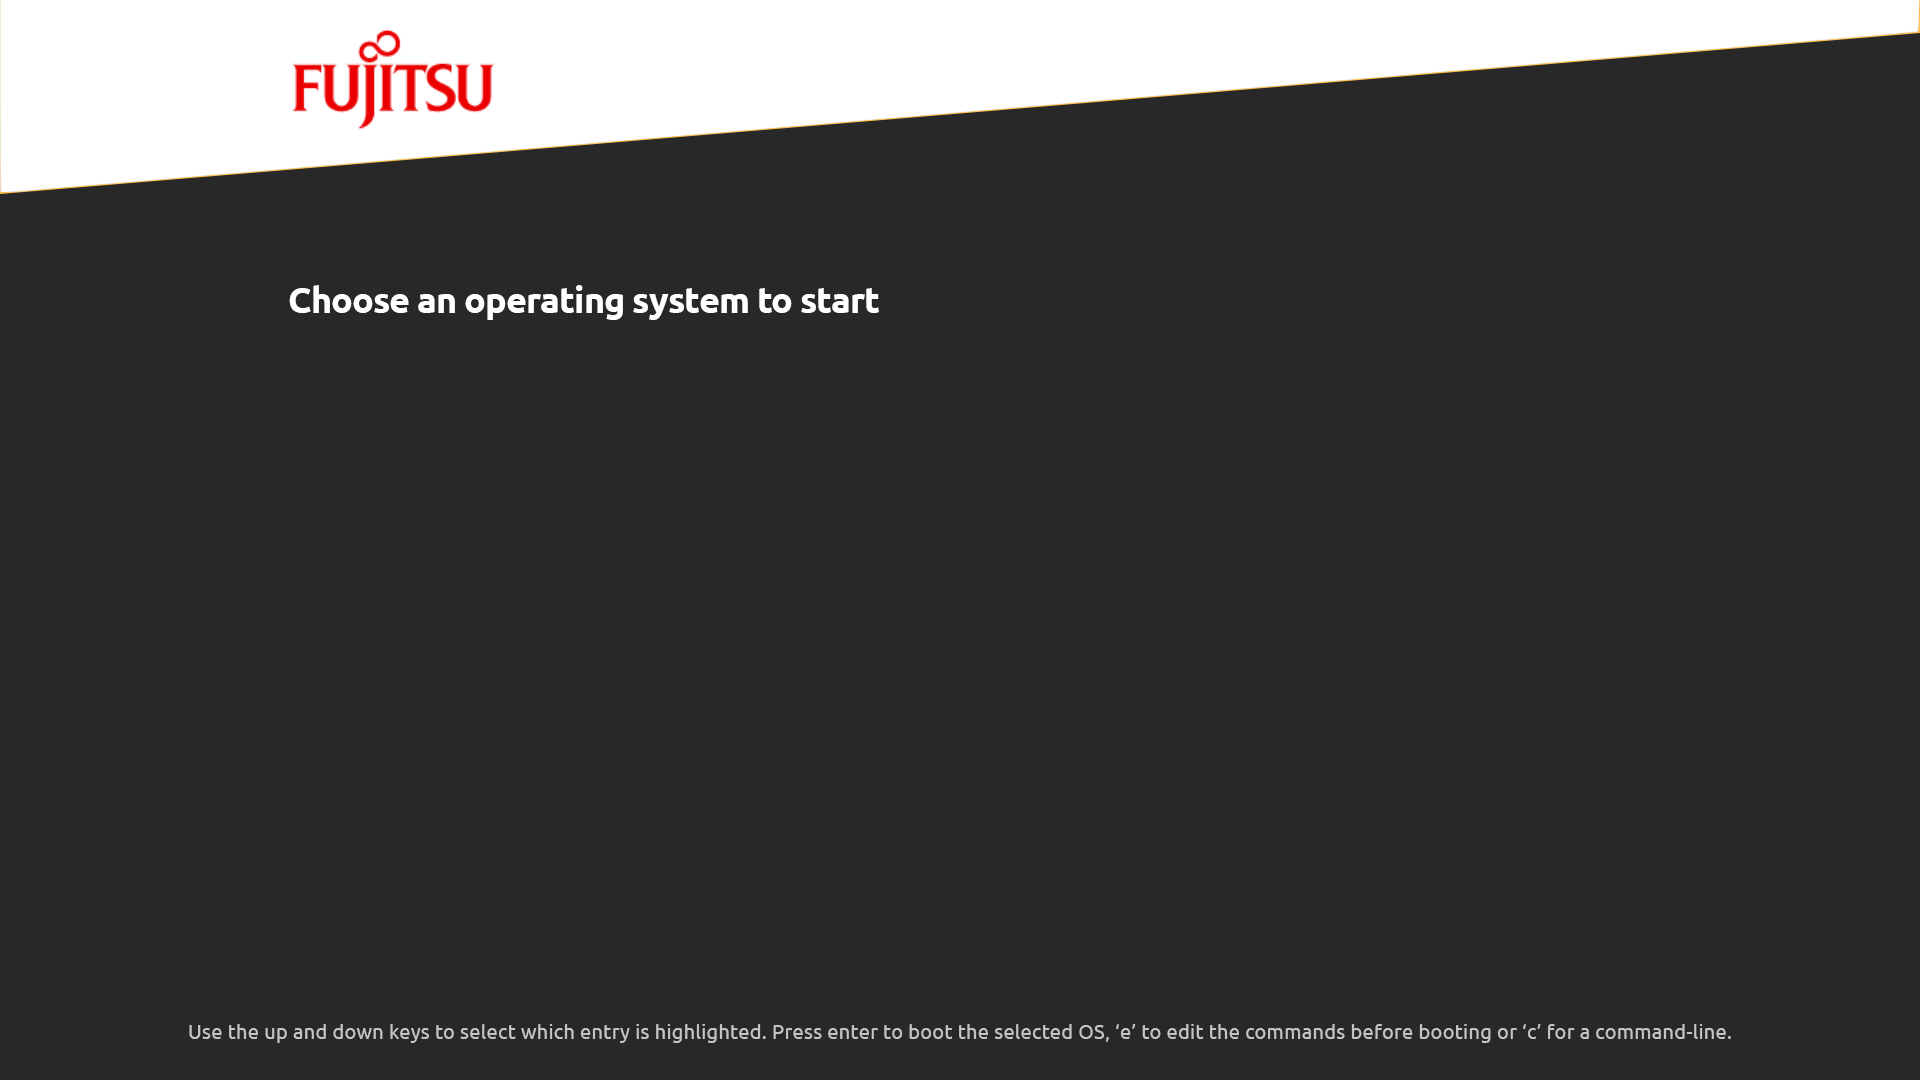 FUJITSU
Choose an operating system to start
Use the up and down keys to select which entry is highlighted. Press enter to boot the selected OS, ‘e’ to edit the commands before booting or ‘c’ for a command-line.